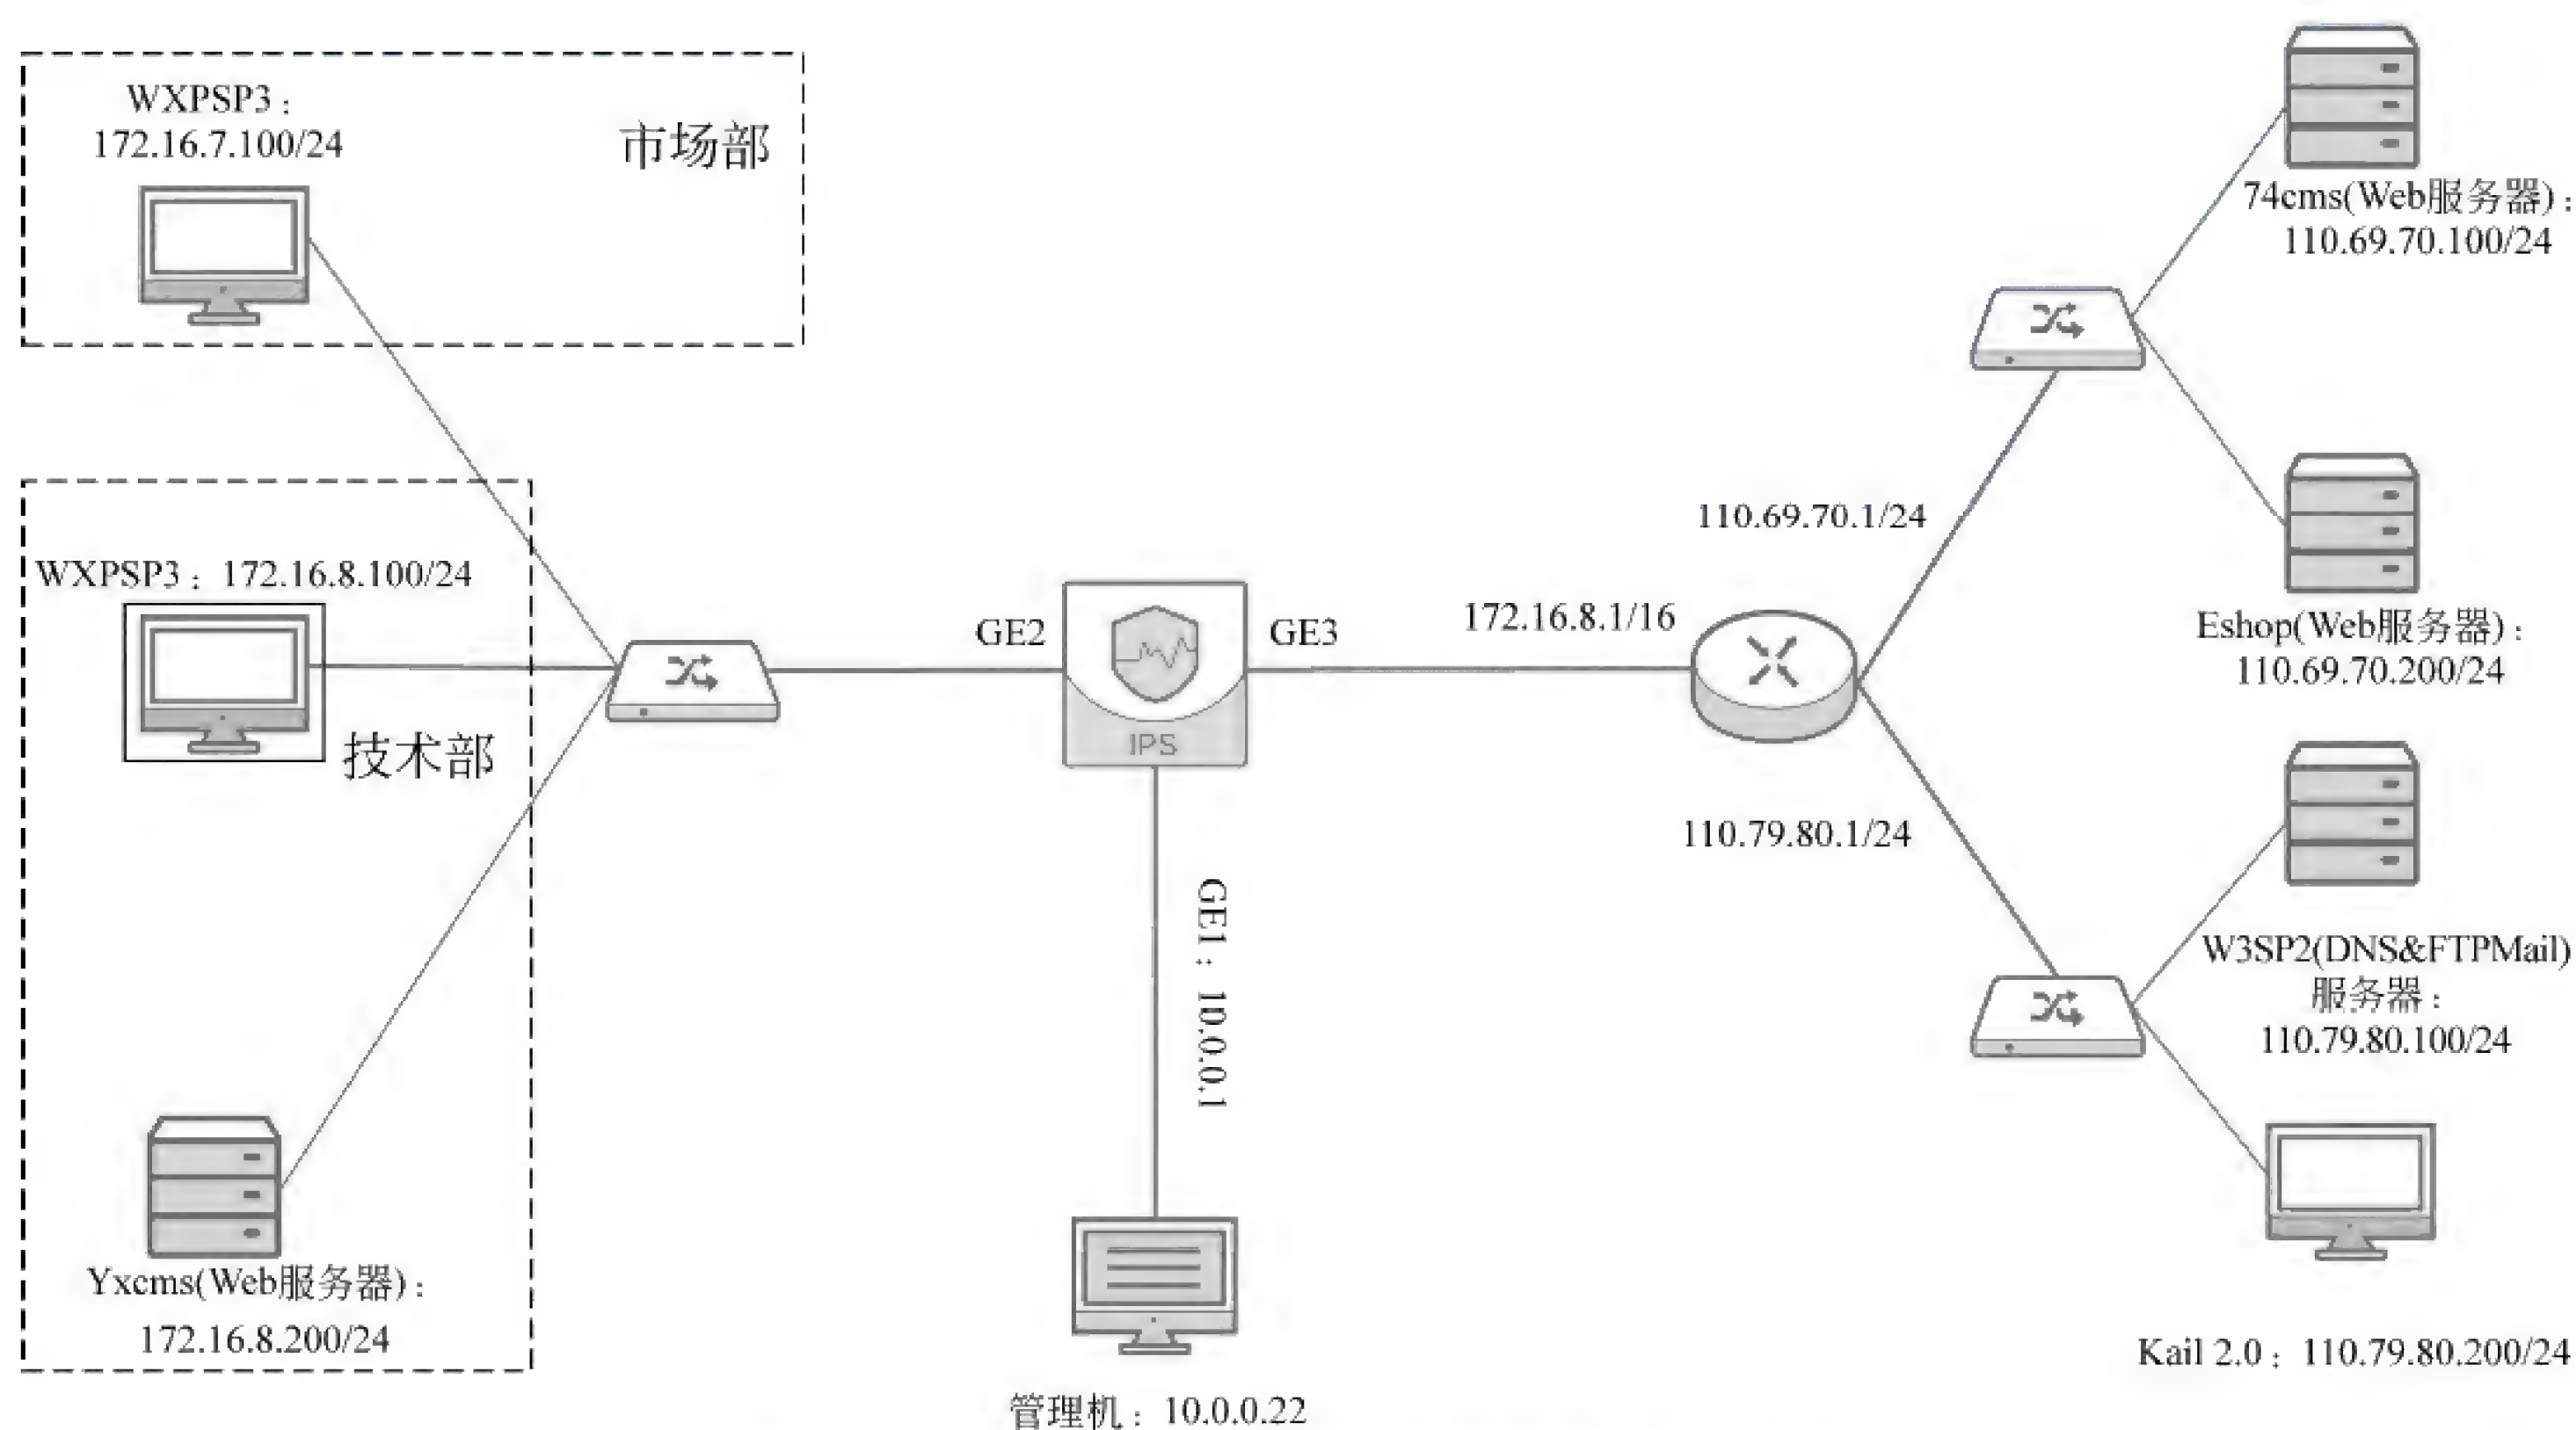 WXPSP3：
172.16.7.100/24
市场部
WXPSP3：172.16.8.100/24
技术部
Yxcms(Web服务器)：
172.16.8.200/24
GE2
IPS
GE3
GE1：10.0.0.1
管理机：10.0.0.22
172.16.8.1/16
110.69.70.1/24
110.79.80.1/24
74cms(Web服务器)：
110.69.70.100/24
Eshop(Web服务器)：
110.69.70.200/24
W3SP2(DNS&FTPMail)
服务器：
110.79.80.100/24
Kail 2.0：110.79.80.200/24